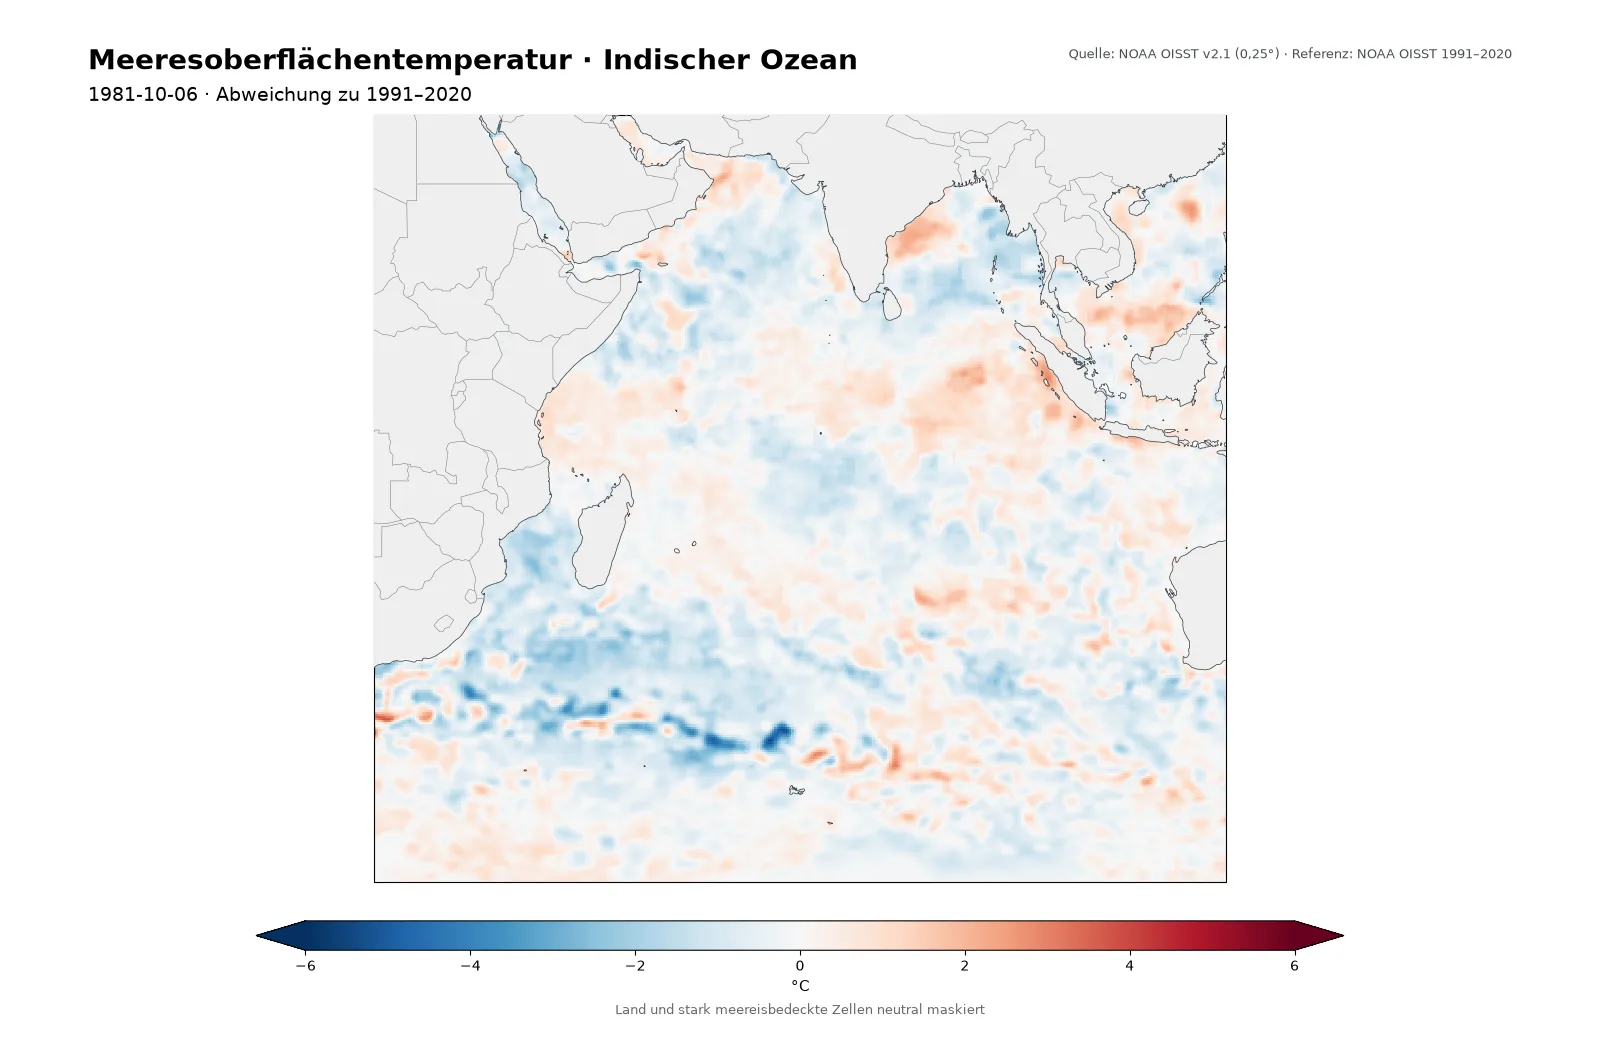 Meeresoberflächentemperatur · Indischer Ozean
Quelle: NOAA OISST v2.1 (0,25°) · Referenz: NOAA OISST 1991–2020
1981-10-06 · Abweichung zu 1991–2020
−6 −4 −2 0 2 4 6
°C
Land und stark meereisbedeckte Zellen neutral maskiert